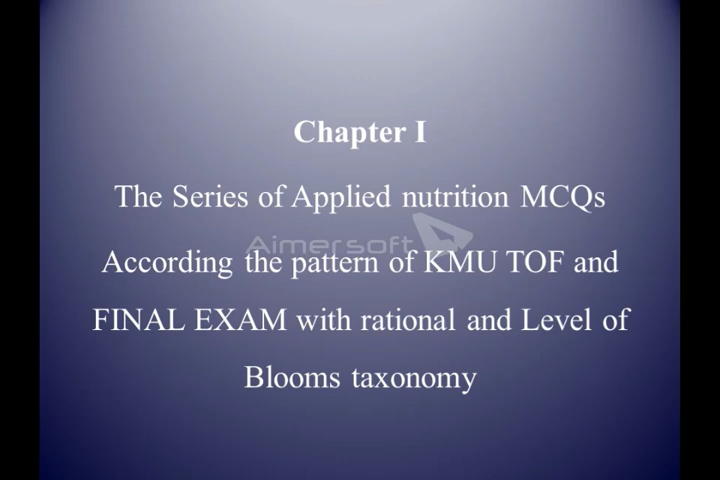 Chapter I
The Series of Applied nutrition MCQs
Aimersoft
According the pattern of KMU TOF and
FINAL EXAM with rational and Level of
Blooms taxonomy